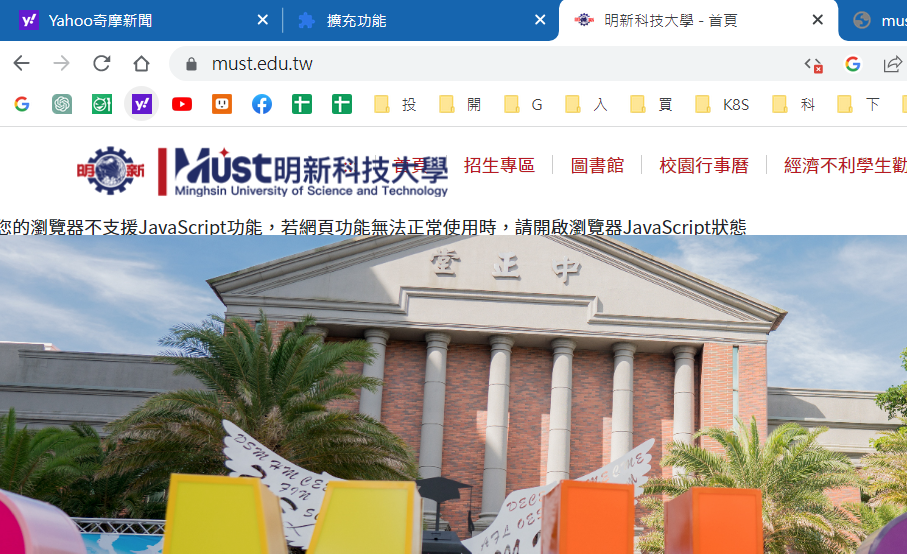 Yahoo奇摩新聞
擴充功能
明新科技大學 - 首頁
mus
must.edu.tw
投 開 G 入 買 K8S 科 下
明新 Must明新科技大學
Minghsin University of Science and Technology
首頁 招生專區 圖書館 校園行事曆 經濟不利學生勸
您的瀏覽器不支援JavaScript功能，若網頁功能無法正常使用時，請開啟瀏覽器JavaScript狀態
堂正中